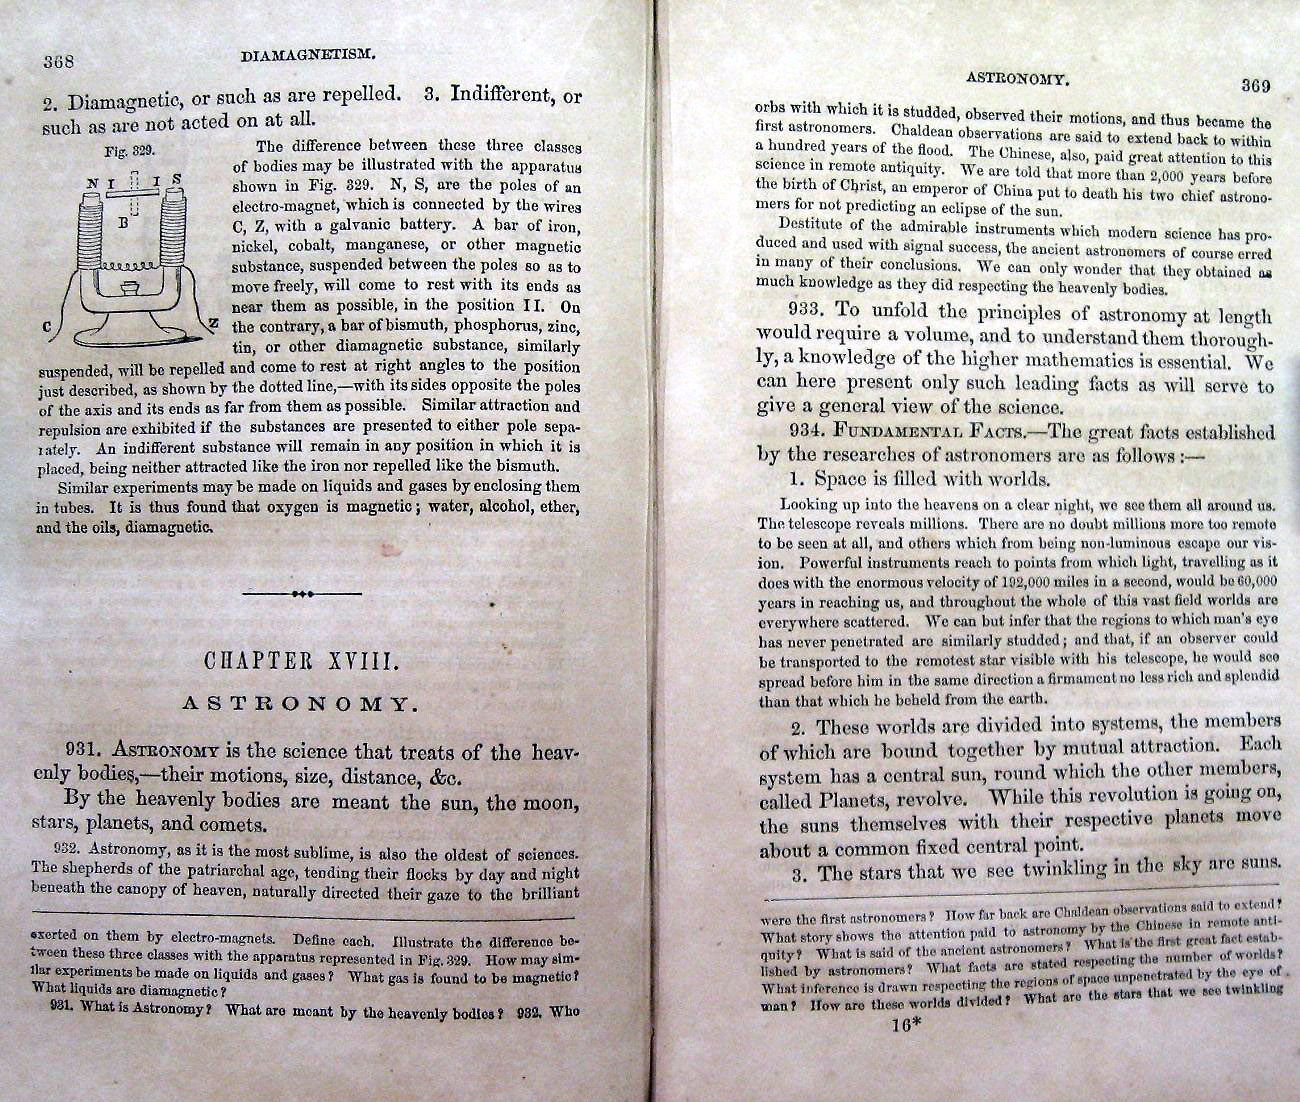 368
DIAMAGNETISM.
2. Diamagnetic, or such as are repelled. 3. Indifferent, or
such as are not acted on at all.
Fig. 329.
N I I S
B
C
Z
The difference between these three classes
of bodies may be illustrated with the apparatus
shown in Fig. 329. N, S, are the poles of an
electro-magnet, which is connected by the wires
C, Z, with a galvanic battery. A bar of iron,
nickel, cobalt, manganese, or other magnetic
substance, suspended between the poles so as to
move freely, will come to rest with its ends as
near them as possible, in the position I I. On
the contrary, a bar of bismuth, phosphorus, zinc,
tin, or other diamagnetic substance, similarly
suspended, will be repelled and come to rest at right angles to the position
just described, as shown by the dotted line,—with its sides opposite the poles
of the axis and its ends as far from them as possible. Similar attraction and
repulsion are exhibited if the substances are presented to either pole sepa-
rately. An indifferent substance will remain in any position in which it is
placed, being neither attracted like the iron nor repelled like the bismuth.
Similar experiments may be made on liquids and gases by enclosing them
in tubes. It is thus found that oxygen is magnetic; water, alcohol, ether,
and the oils, diamagnetic.
CHAPTER XVIII.
ASTRONOMY.
931. ASTRONOMY is the science that treats of the heav-
enly bodies,—their motions, size, distance, &c.
By the heavenly bodies are meant the sun, the moon,
stars, planets, and comets.
932. Astronomy, as it is the most sublime, is also the oldest of sciences.
The shepherds of the patriarchal age, tending their flocks by day and night
beneath the canopy of heaven, naturally directed their gaze to the brilliant
exerted on them by electro-magnets. Define each. Illustrate the difference be-
tween these three classes with the apparatus represented in Fig. 329. How may sim-
ilar experiments be made on liquids and gases? What gas is found to be magnetic?
What liquids are diamagnetic?
931. What is Astronomy? What are meant by the heavenly bodies? 932. Who
ASTRONOMY.
369
orbs with which it is studded, observed their motions, and thus became the
first astronomers. Chaldean observations are said to extend back to within
a hundred years of the flood. The Chinese, also, paid great attention to this
science in remote antiquity. We are told that more than 2,000 years before
the birth of Christ, an emperor of China put to death his two chief astrono-
mers for not predicting an eclipse of the sun.
Destitute of the admirable instruments which modern science has pro-
duced and used with signal success, the ancient astronomers of course erred
in many of their conclusions. We can only wonder that they obtained as
much knowledge as they did respecting the heavenly bodies.
933. To unfold the principles of astronomy at length
would require a volume, and to understand them thorough-
ly, a knowledge of the higher mathematics is essential. We
can here present only such leading facts as will serve to
give a general view of the science.
934. FUNDAMENTAL FACTS.—The great facts established
by the researches of astronomers are as follows:—
1. Space is filled with worlds.
Looking up into the heavens on a clear night, we see them all around us.
The telescope reveals millions. There are no doubt millions more too remote
to be seen at all, and others which from being non-luminous escape our vis-
ion. Powerful instruments reach to points from which light, travelling as it
does with the enormous velocity of 192,000 miles in a second, would be 60,000
years in reaching us, and throughout the whole of this vast field worlds are
everywhere scattered. We can but infer that the regions to which man's eye
has never penetrated are similarly studded; and that, if an observer could
be transported to the remotest star visible with his telescope, he would see
spread before him in the same direction a firmament no less rich and splendid
than that which he beheld from the earth.
2. These worlds are divided into systems, the members
of which are bound together by mutual attraction. Each
system has a central sun, round which the other members,
called Planets, revolve. While this revolution is going on,
the suns themselves with their respective planets move
about a common fixed central point.
3. The stars that we see twinkling in the sky are suns.
were the first astronomers? How far back are Chaldean observations said to extend?
What story shows the attention paid to astronomy by the Chinese in remote anti-
quity? What is said of the ancient astronomers? What is the first great fact estab-
lished by astronomers? What facts are stated respecting the number of worlds?
What inference is drawn respecting the regions of space unpenetrated by the eye of
man? How are these worlds divided? What are the stars that we see twinkling
16*